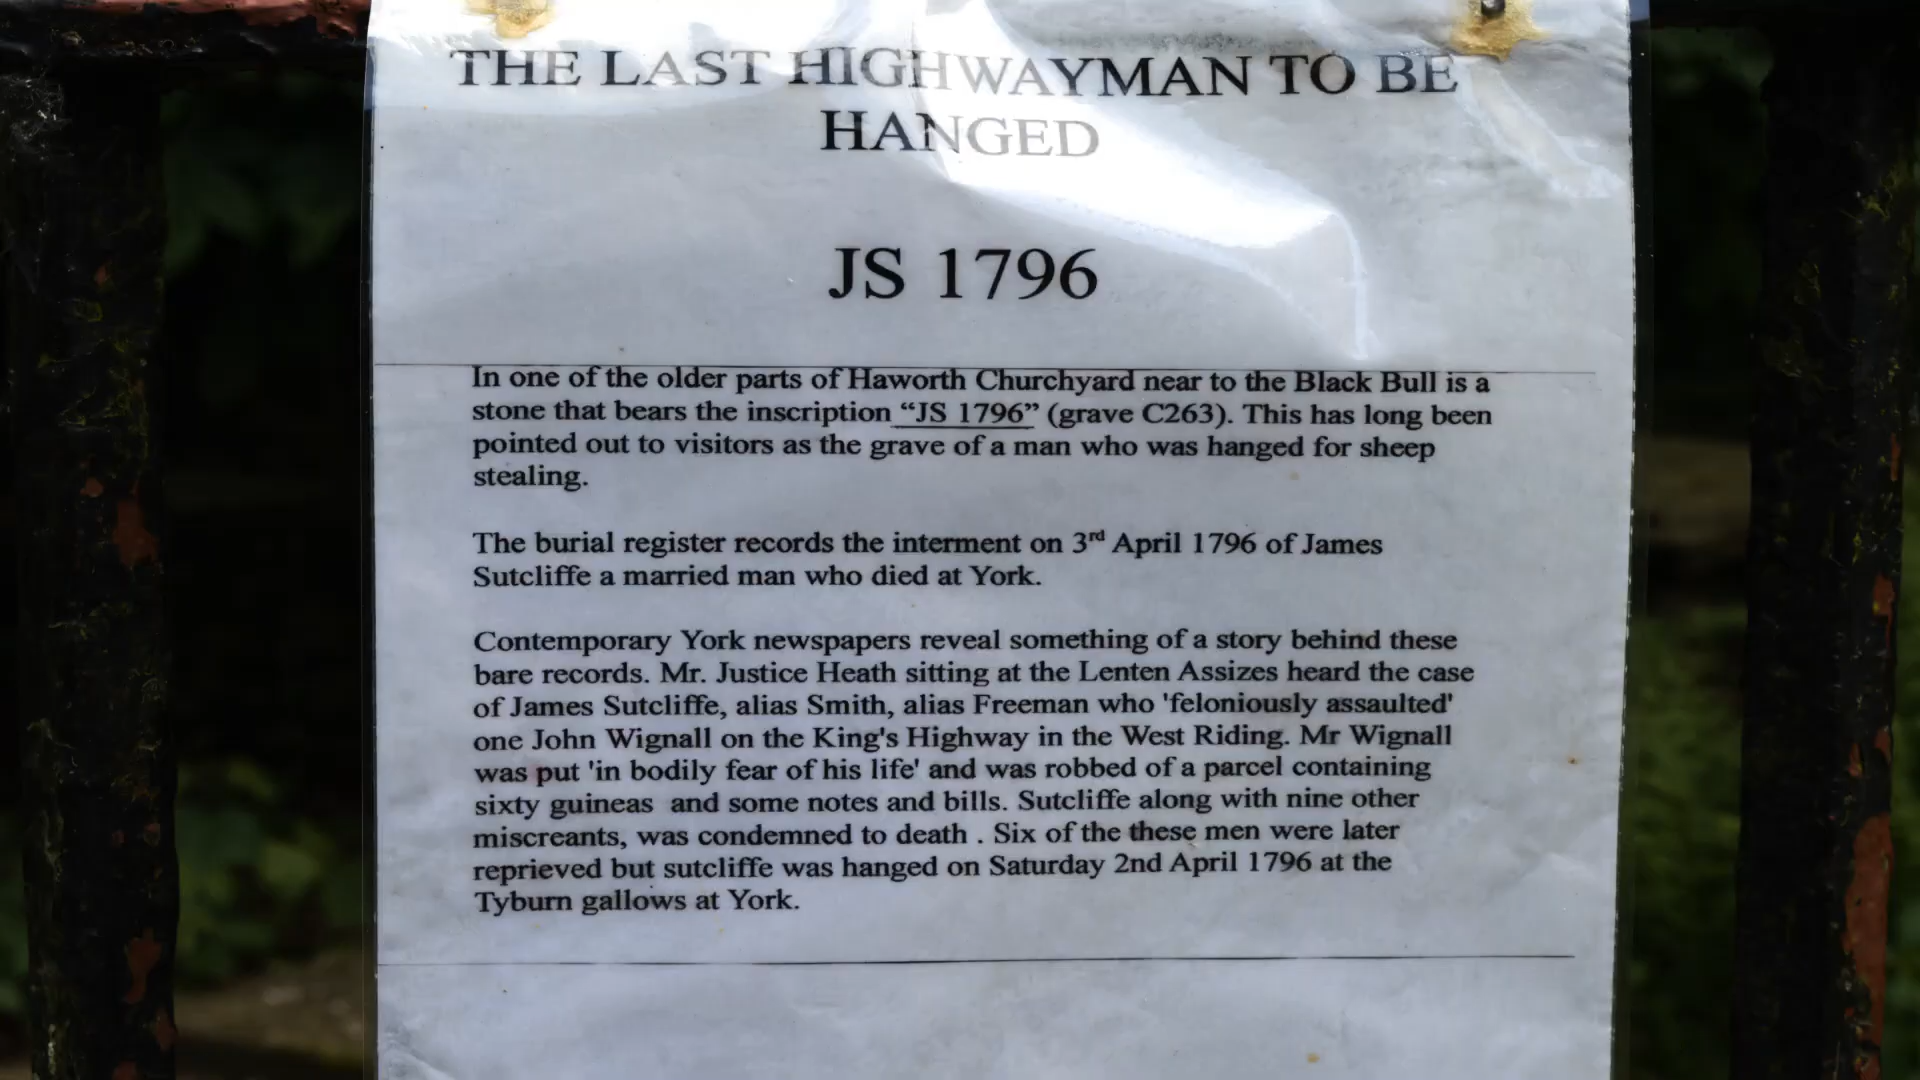 THE LAST HIGHWAYMAN TO BE
HANGED
JS 1796
In one of the older parts of Haworth Churchyard near to the Black Bull is a
stone that bears the inscription “JS 1796” (grave C263). This has long been
pointed out to visitors as the grave of a man who was hanged for sheep
stealing.
The burial register records the interment on 3rd April 1796 of James
Sutcliffe a married man who died at York.
Contemporary York newspapers reveal something of a story behind these
bare records. Mr. Justice Heath sitting at the Lenten Assizes heard the case
of James Sutcliffe, alias Smith, alias Freeman who 'feloniously assaulted'
one John Wignall on the King's Highway in the West Riding. Mr Wignall
was put 'in bodily fear of his life' and was robbed of a parcel containing
sixty guineas  and some notes and bills. Sutcliffe along with nine other
miscreants, was condemned to death . Six of the these men were later
reprieved but sutcliffe was hanged on Saturday 2nd April 1796 at the
Tyburn gallows at York.